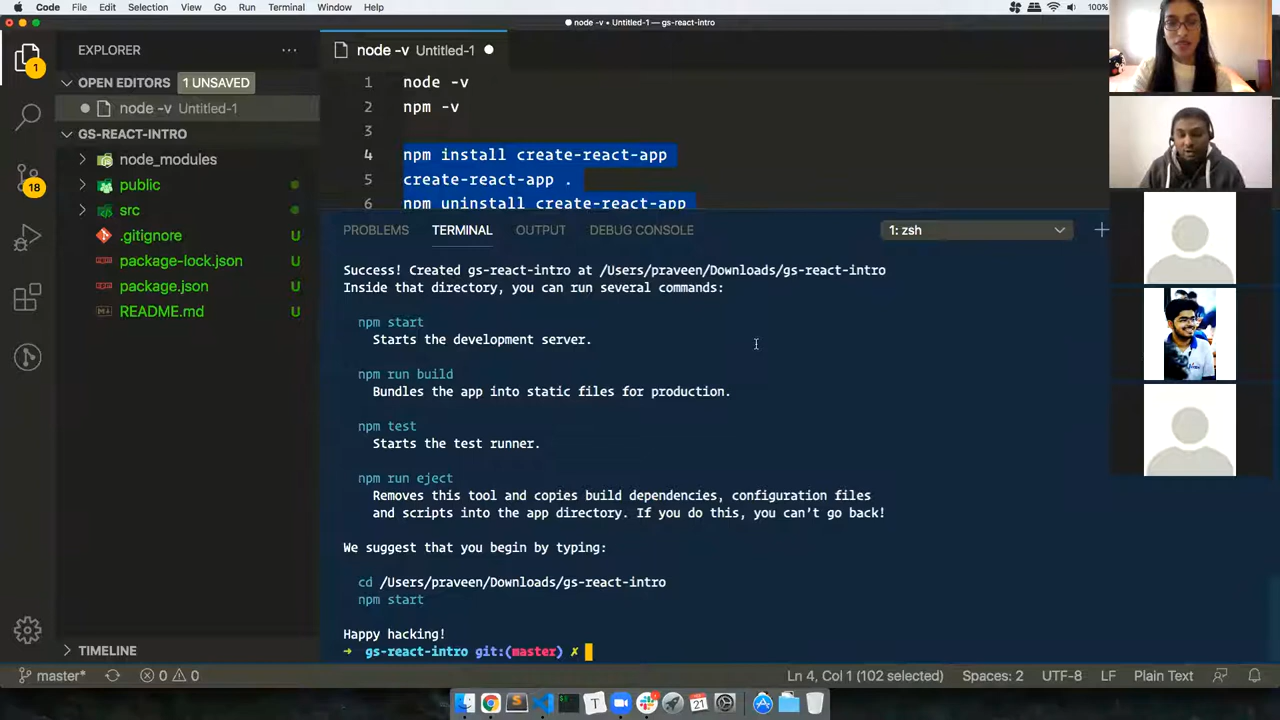 Code File Edit Selection View Go Run Terminal Window Help 100%
node -v • Untitled-1 — gs-react-intro
EXPLORER
node -v Untitled-1
1
OPEN EDITORS 1 UNSAVED
node -v Untitled-1
GS-REACT-INTRO
node_modules
public
src
.gitignore U
package-lock.json U
package.json U
README.md U
18
1 node -v
2 npm -v
3
4 npm install create-react-app
5 create-react-app .
6 npm uninstall create-react-app
PROBLEMS TERMINAL OUTPUT DEBUG CONSOLE 1: zsh
Success! Created gs-react-intro at /Users/praveen/Downloads/gs-react-intro
Inside that directory, you can run several commands:
npm start
Starts the development server.
npm run build
Bundles the app into static files for production.
npm test
Starts the test runner.
npm run eject
Removes this tool and copies build dependencies, configuration files
and scripts into the app directory. If you do this, you can't go back!
We suggest that you begin by typing:
cd /Users/praveen/Downloads/gs-react-intro
npm start
Happy hacking!
➜ gs-react-intro git:(master) ✗
TIMELINE
master* 0 0 Ln 4, Col 1 (102 selected) Spaces: 2 UTF-8 LF Plain Text
21